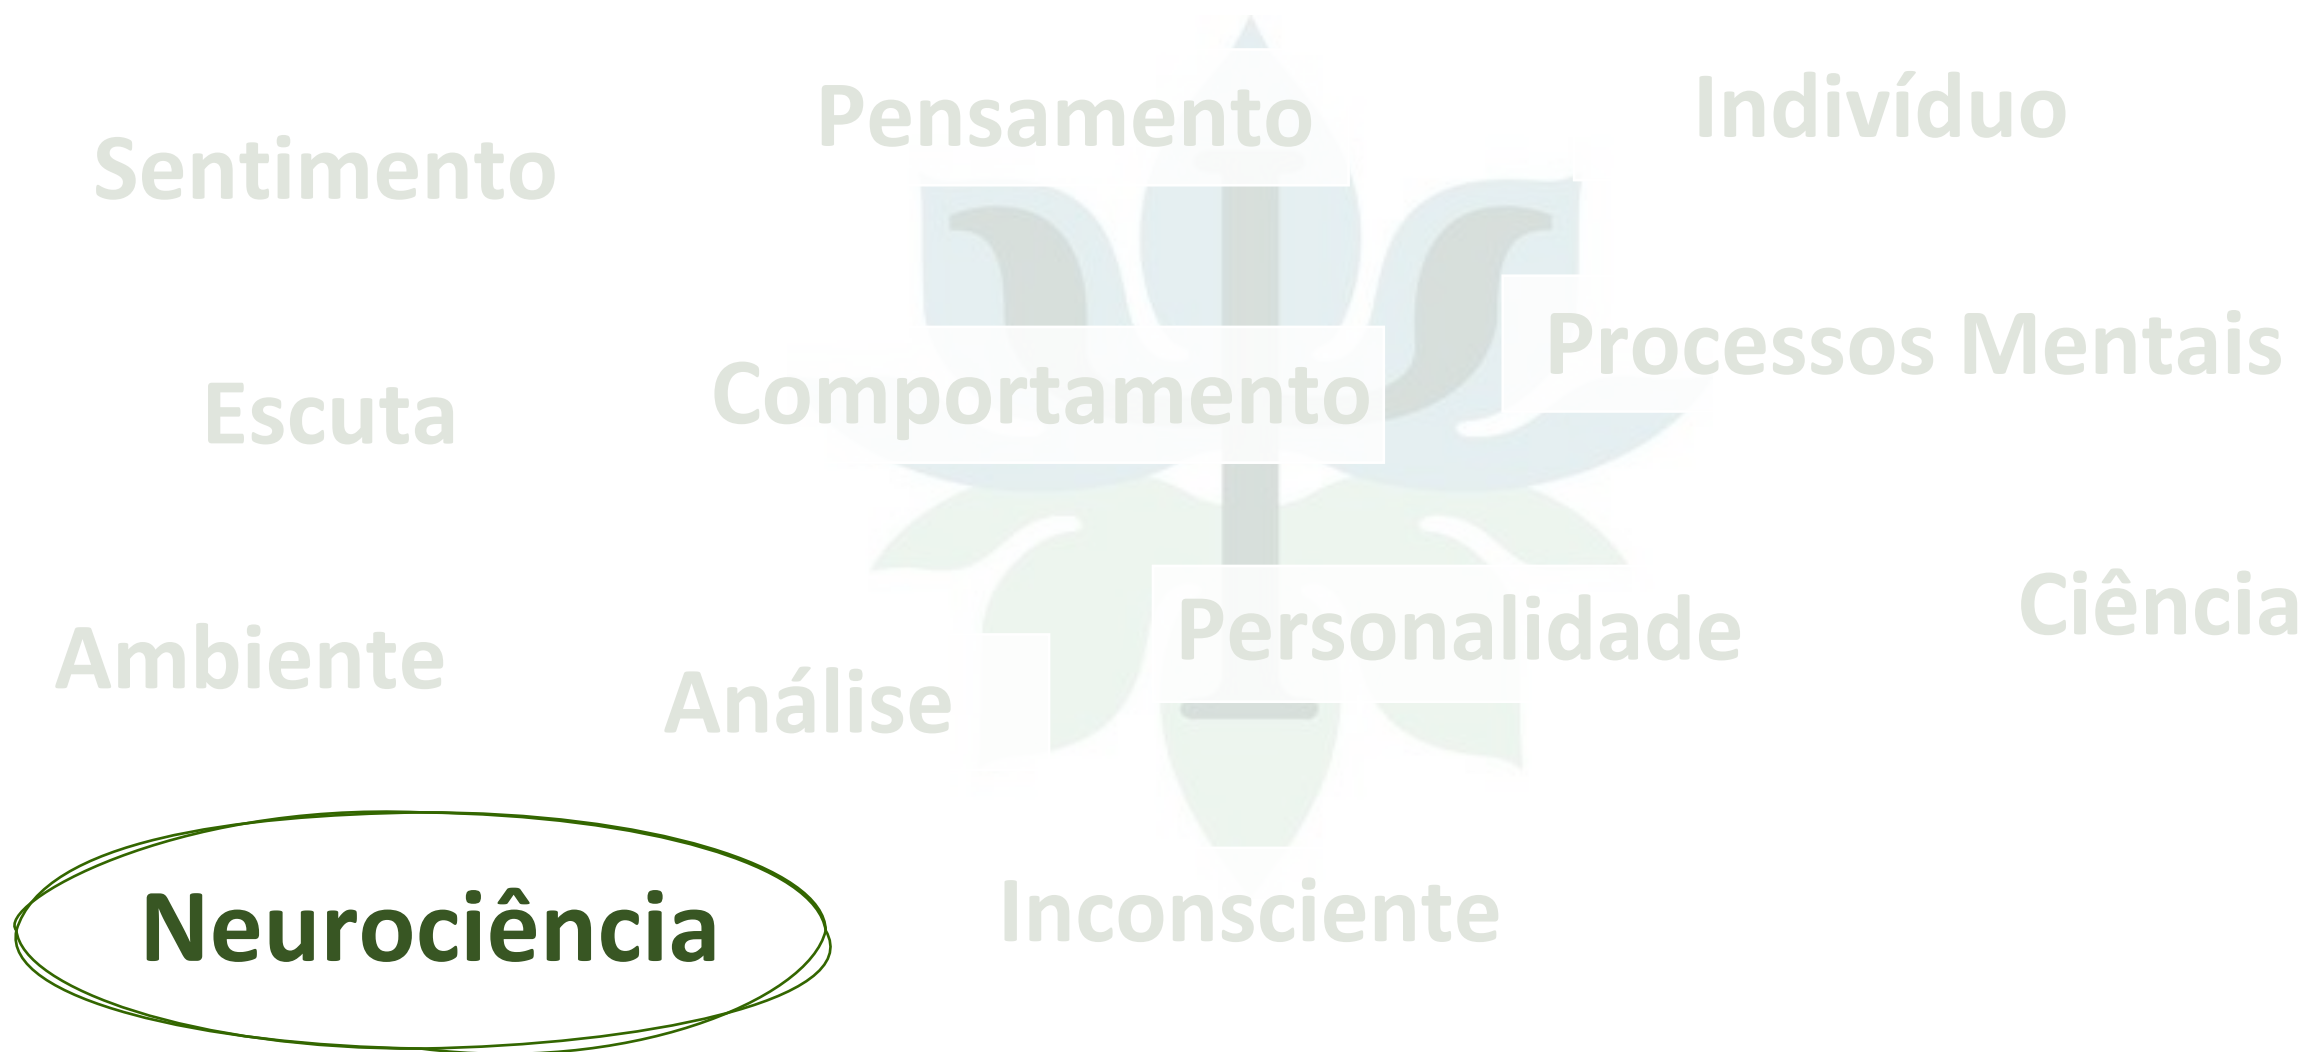 Pensamento
Indivíduo
Sentimento
Processos Mentais
Comportamento
Escuta
Ciência
Personalidade
Ambiente
Análise
Inconsciente
Neurociência